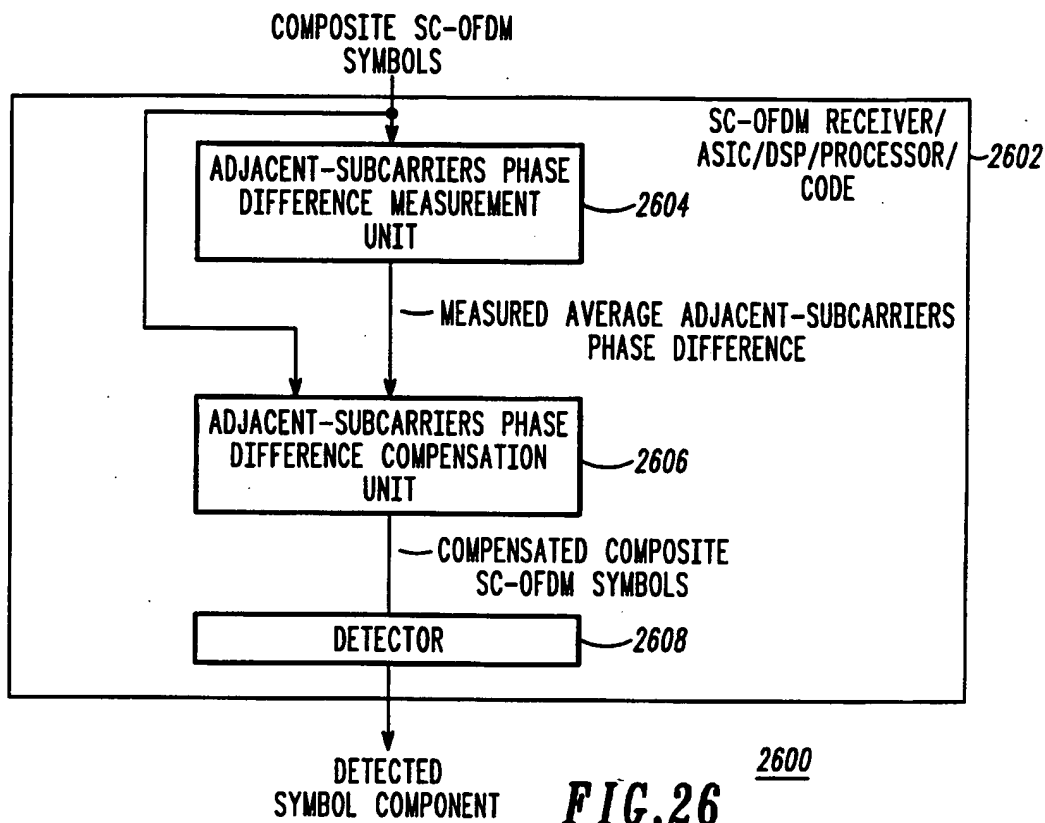 COMPOSITE SC-OFDM
SYMBOLS
SC-OFDM RECEIVER/
ASIC/DSP/PROCESSOR/
CODE
2602
ADJACENT-SUBCARRIERS PHASE
DIFFERENCE MEASUREMENT
UNIT
2604
MEASURED AVERAGE ADJACENT-SUBCARRIERS
PHASE DIFFERENCE
ADJACENT-SUBCARRIERS PHASE
DIFFERENCE COMPENSATION
UNIT
2606
COMPENSATED COMPOSITE
SC-OFDM SYMBOLS
DETECTOR
2608
DETECTED
SYMBOL COMPONENT
2600
FIG.26